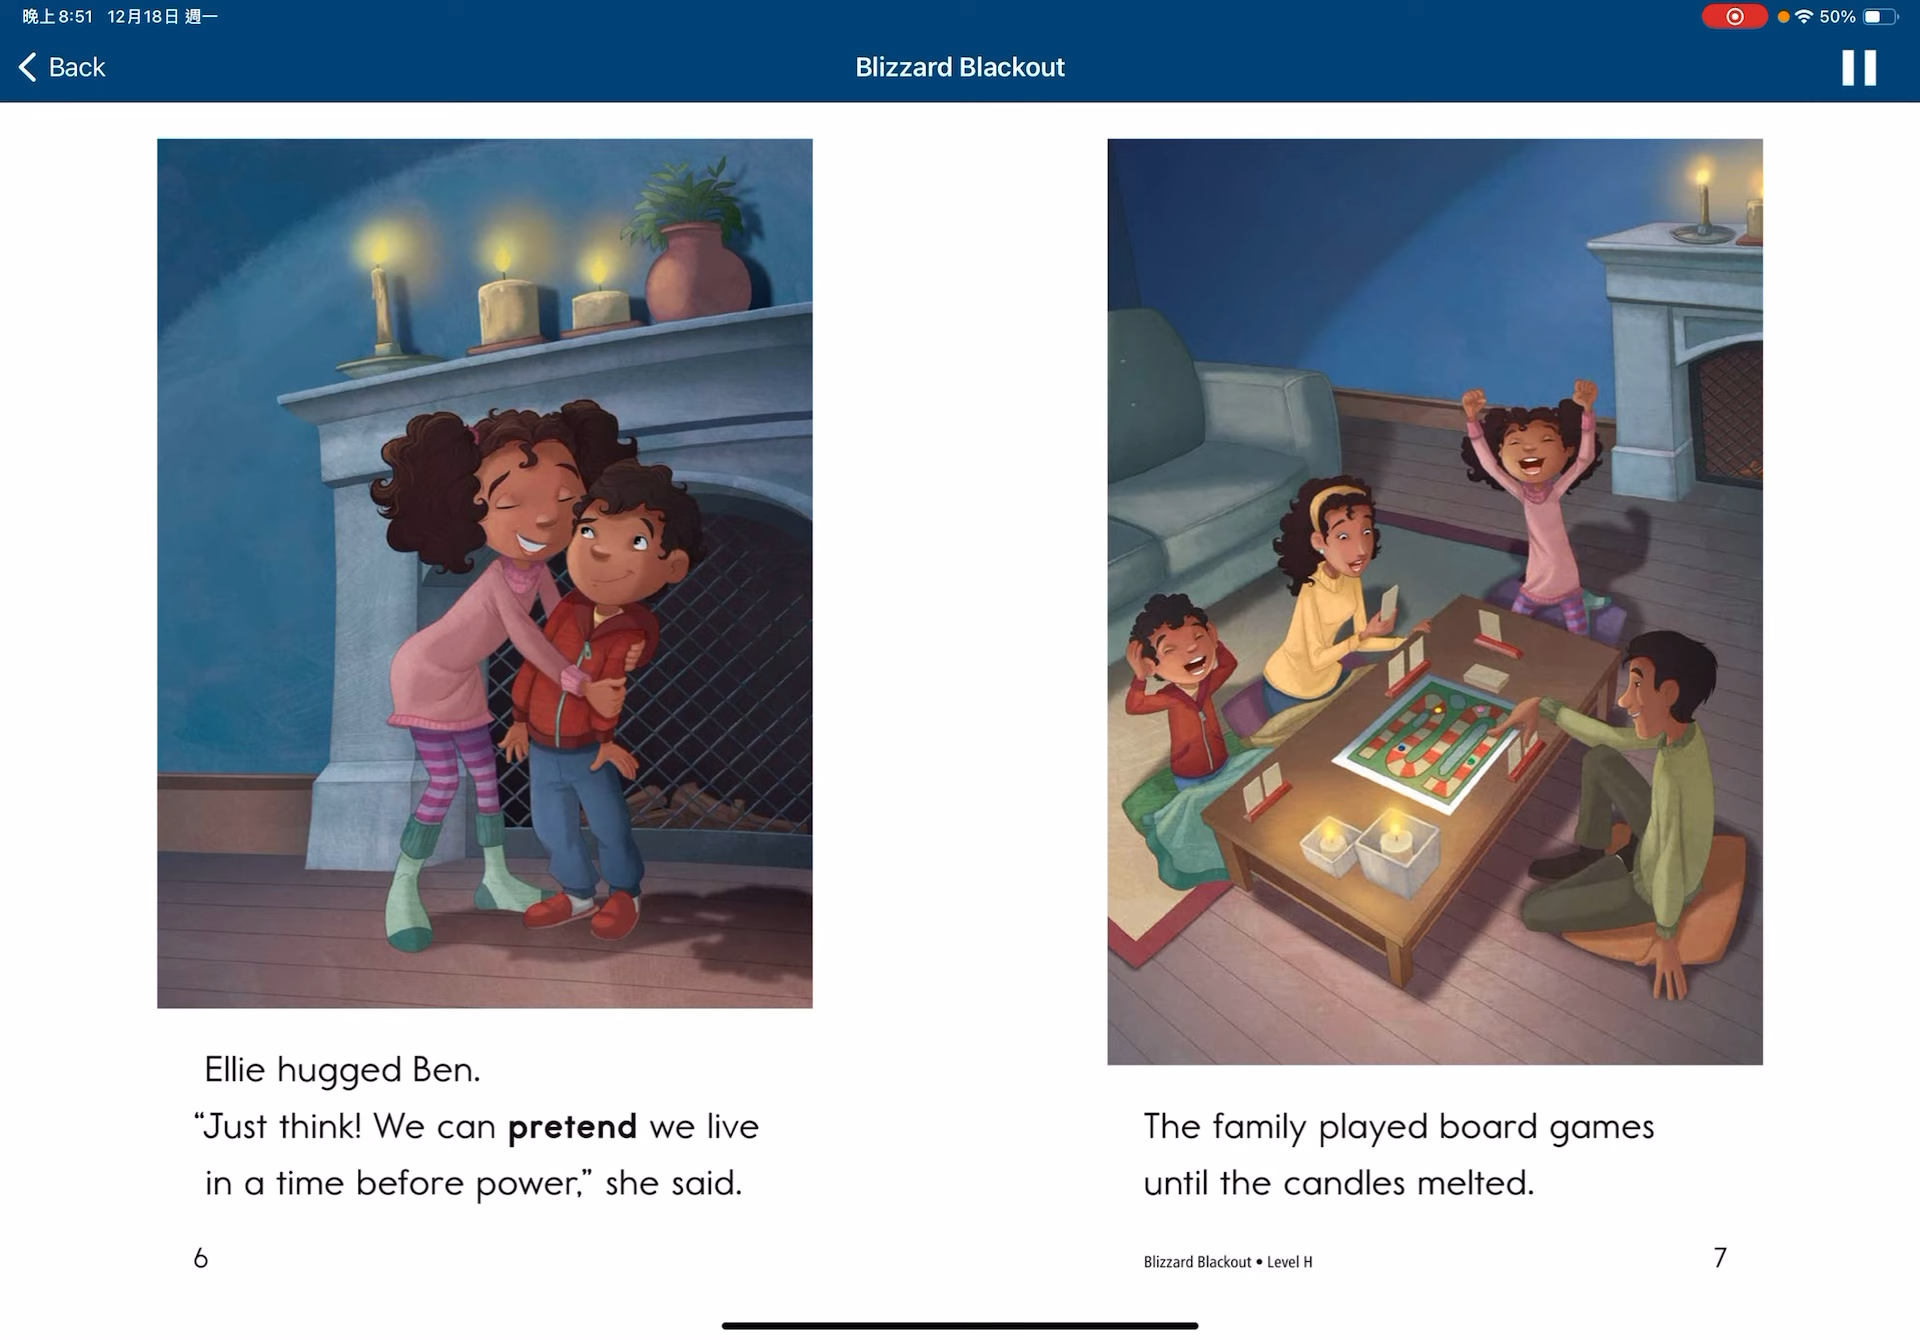 晚上8:51 12月18日 週一
50%
Back
Blizzard Blackout
Ellie hugged Ben.
“Just think! We can pretend we live
in a time before power,” she said.
6
The family played board games
until the candles melted.
Blizzard Blackout • Level H
7